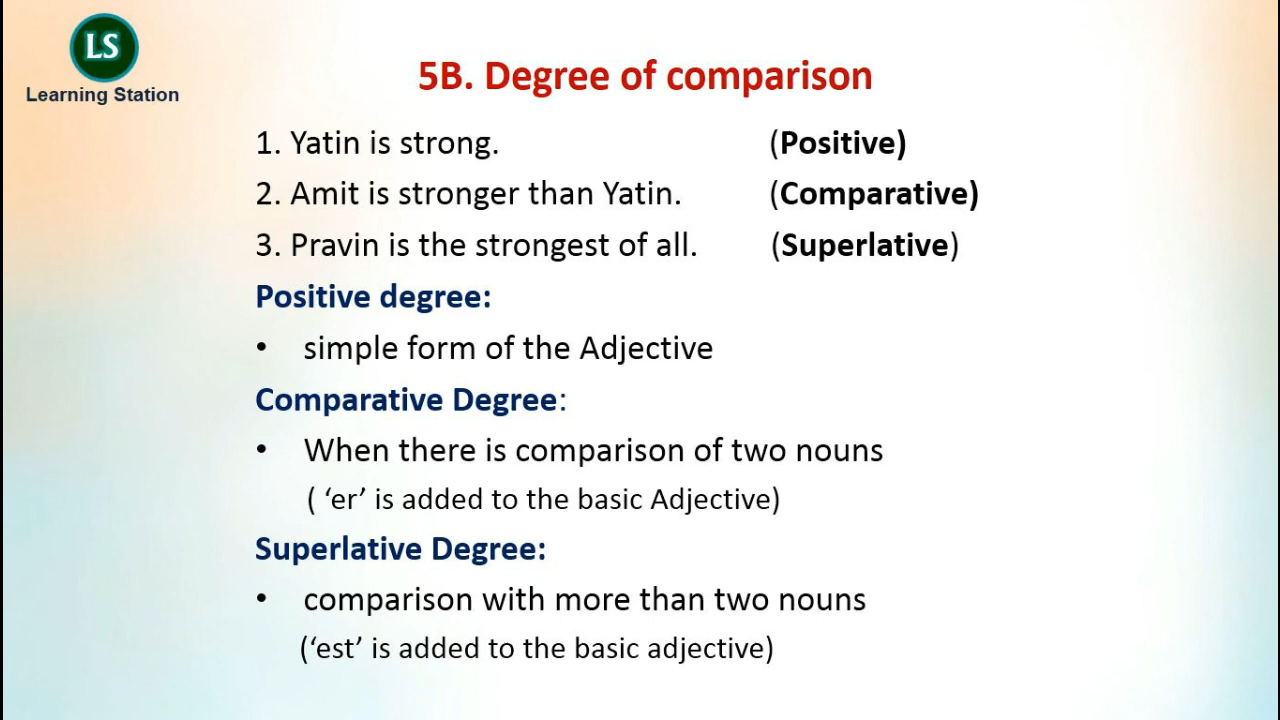 LS
Learning Station
5B. Degree of comparison
1. Yatin is strong. (Positive)
2. Amit is stronger than Yatin. (Comparative)
3. Pravin is the strongest of all. (Superlative)
Positive degree:
• simple form of the Adjective
Comparative Degree:
• When there is comparison of two nouns
( ‘er’ is added to the basic Adjective)
Superlative Degree:
• comparison with more than two nouns
(‘est’ is added to the basic adjective)